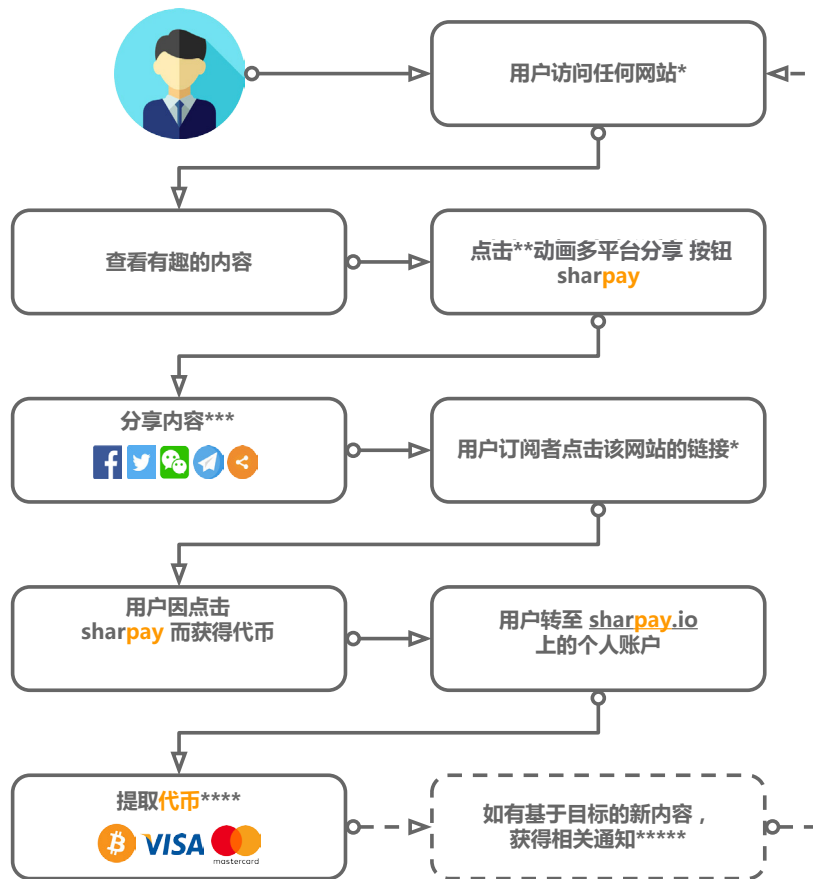 用户访问任何网站*
查看有趣的内容
点击**动画多平台分享 按钮
sharpay
分享内容***
用户订阅者点击该网站的链接*
用户因点击
sharpay 而获得代币
用户转至 sharpay.io
上的个人账户
提取代币****
VISA
mastercard
如有基于目标的新内容，
获得相关通知*****